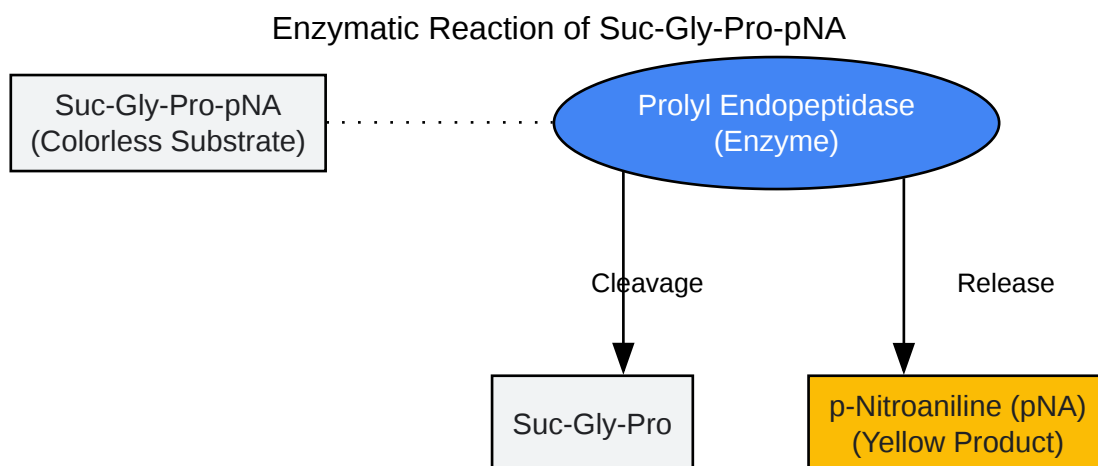 Enzymatic Reaction of Suc-Gly-Pro-pNA
Suc-Gly-Pro-pNA
(Colorless Substrate)
Prolyl Endopeptidase
(Enzyme)
Cleavage
Release
Suc-Gly-Pro
p-Nitroaniline (pNA)
(Yellow Product)